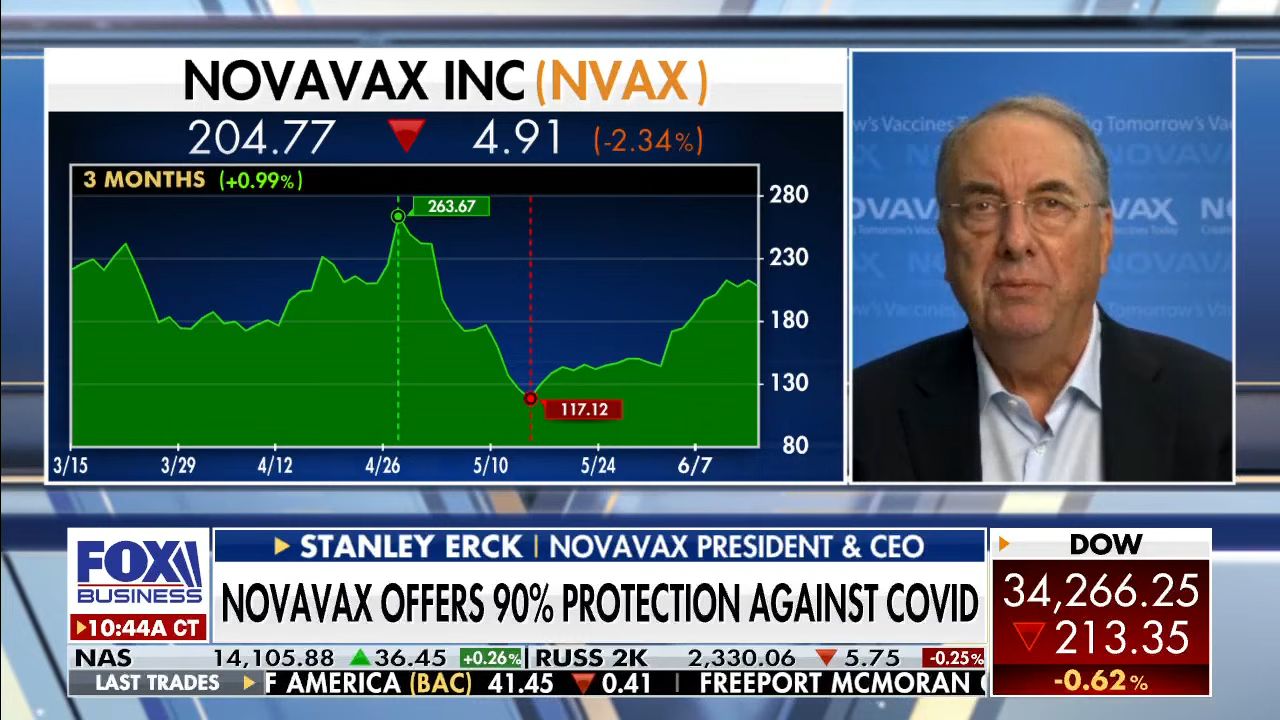 NOVAVAX INC (NVAX)
204.77 ▼ 4.91 (-2.34%)
3 MONTHS (+0.99%)
280
263.67
230
180
130
117.12
80
3/15 3/29 4/12 4/26 5/10 5/24 6/7
Tomorrow's Va
NOVAVAX
FOX
BUSINESS
10:44A CT
STANLEY ERCK | NOVAVAX PRESIDENT & CEO
NOVAVAX OFFERS 90% PROTECTION AGAINST COVID
DOW
34,266.25
▼ 213.35
-0.62%
NAS 14,105.88 ▲ 36.45 +0.26% RUSS 2K 2,330.06 ▼ 5.75 -0.25%
LAST TRADES F AMERICA (BAC) 41.45 ▼ 0.41 | FREEPORT MCMORAN